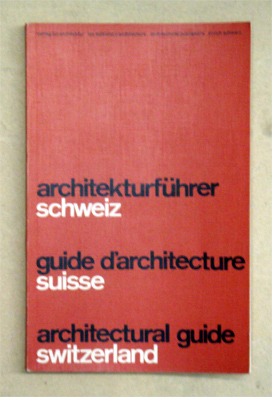 architekturführer
schweiz
guide d'architecture
suisse
architectural guide
switzerland